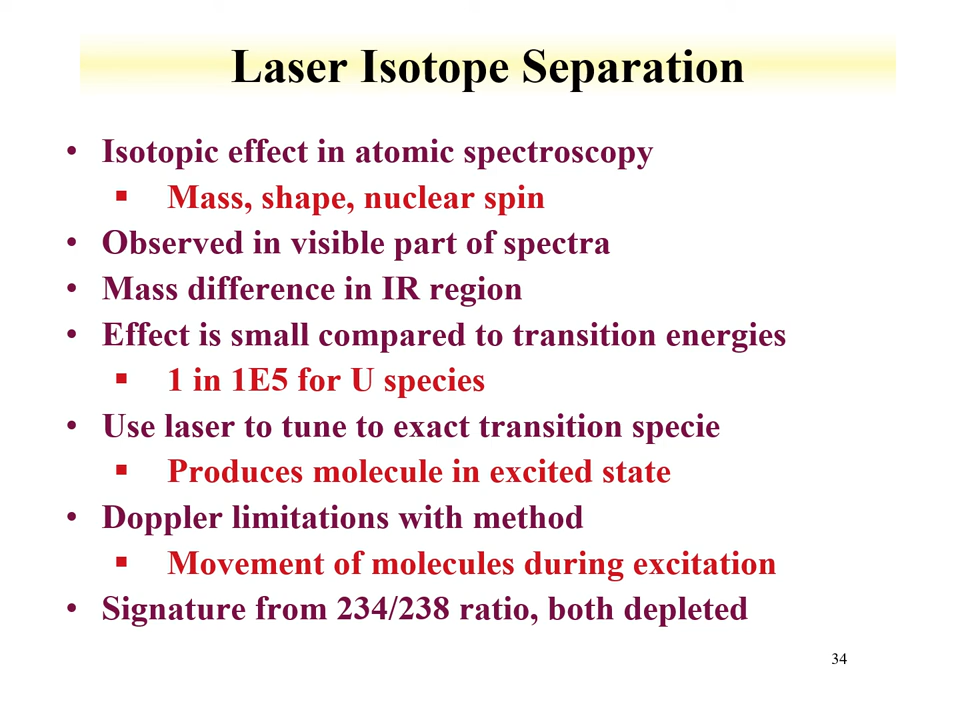 Laser Isotope Separation
• Isotopic effect in atomic spectroscopy
▪ Mass, shape, nuclear spin
• Observed in visible part of spectra
• Mass difference in IR region
• Effect is small compared to transition energies
▪ 1 in 1E5 for U species
• Use laser to tune to exact transition specie
▪ Produces molecule in excited state
• Doppler limitations with method
▪ Movement of molecules during excitation
• Signature from 234/238 ratio, both depleted
34